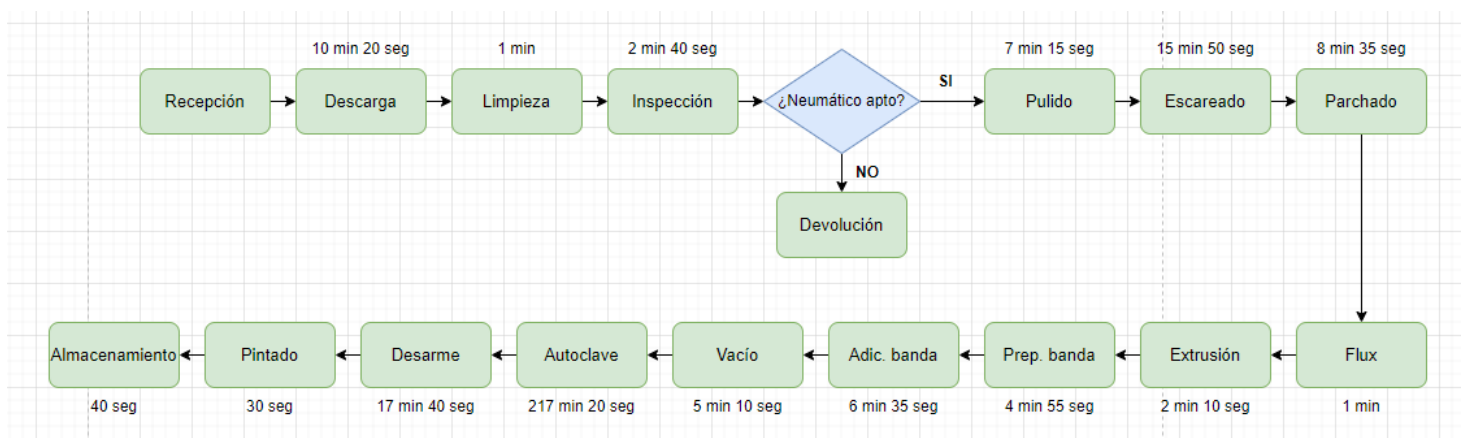 10 min 20 seg
1 min
2 min 40 seg
7 min 15 seg
15 min 50 seg
8 min 35 seg
Recepción
Descarga
Limpieza
Inspección
¿Neumático apto?
SI
Pulido
Escareado
Parchado
NO
Devolución
Almacenamiento
Pintado
Desarme
Autoclave
Vacío
Adic. banda
Prep. banda
Extrusión
Flux
40 seg
30 seg
17 min 40 seg
217 min 20 seg
5 min 10 seg
6 min 35 seg
4 min 55 seg
2 min 10 seg
1 min